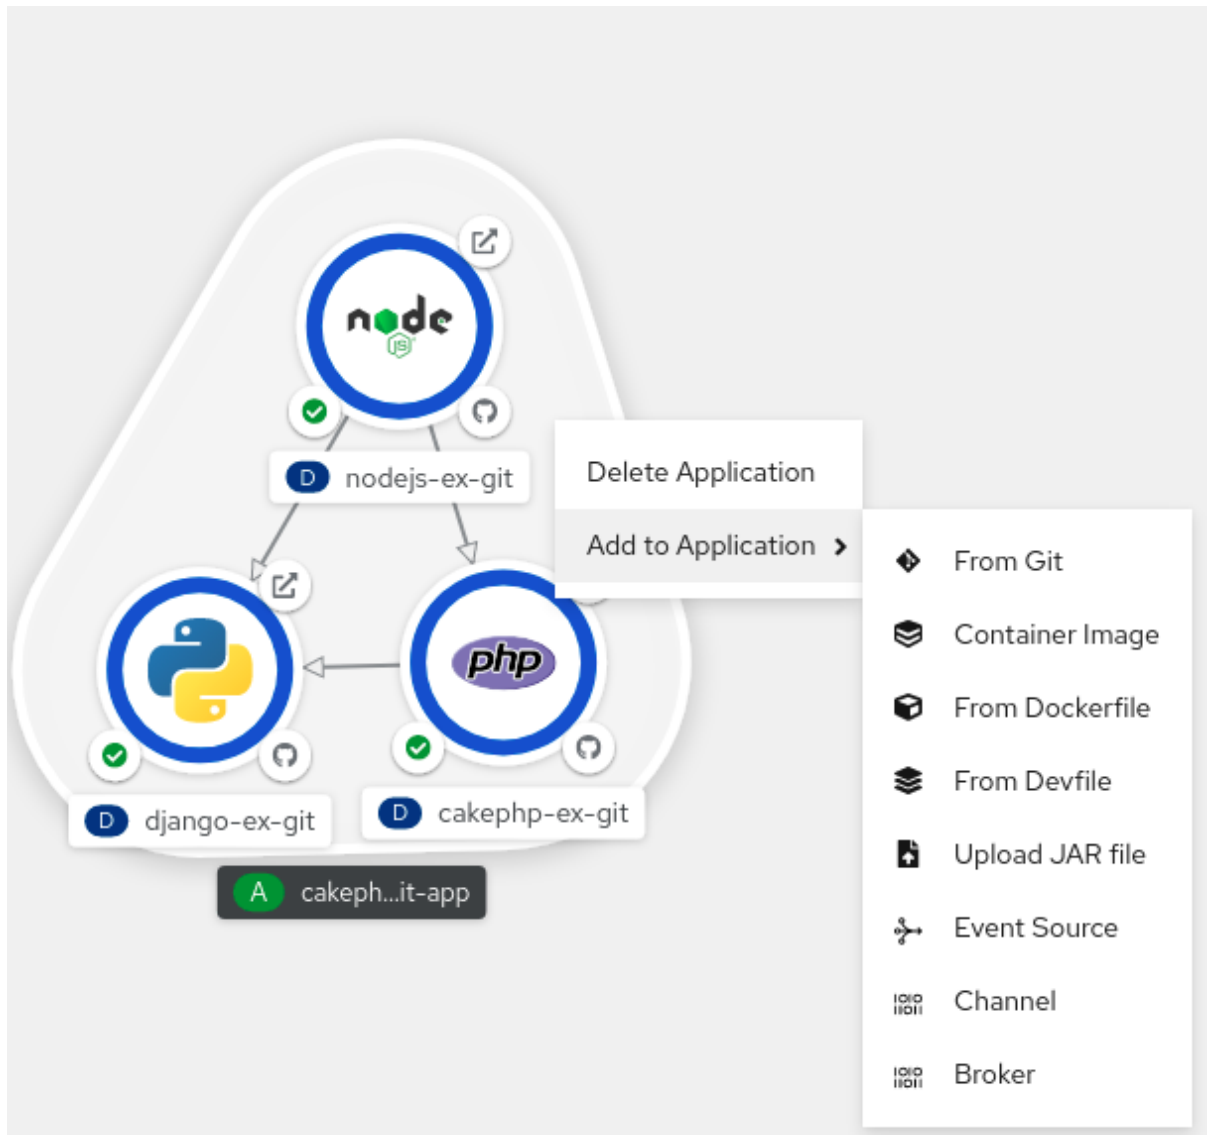 node
JS
D nodejs-ex-git
Delete Application
Add to Application
php
D django-ex-git
D cakephp-ex-git
A cakeph...it-app
From Git
Container Image
From Dockerfile
From Devfile
Upload JAR file
Event Source
Channel
Broker